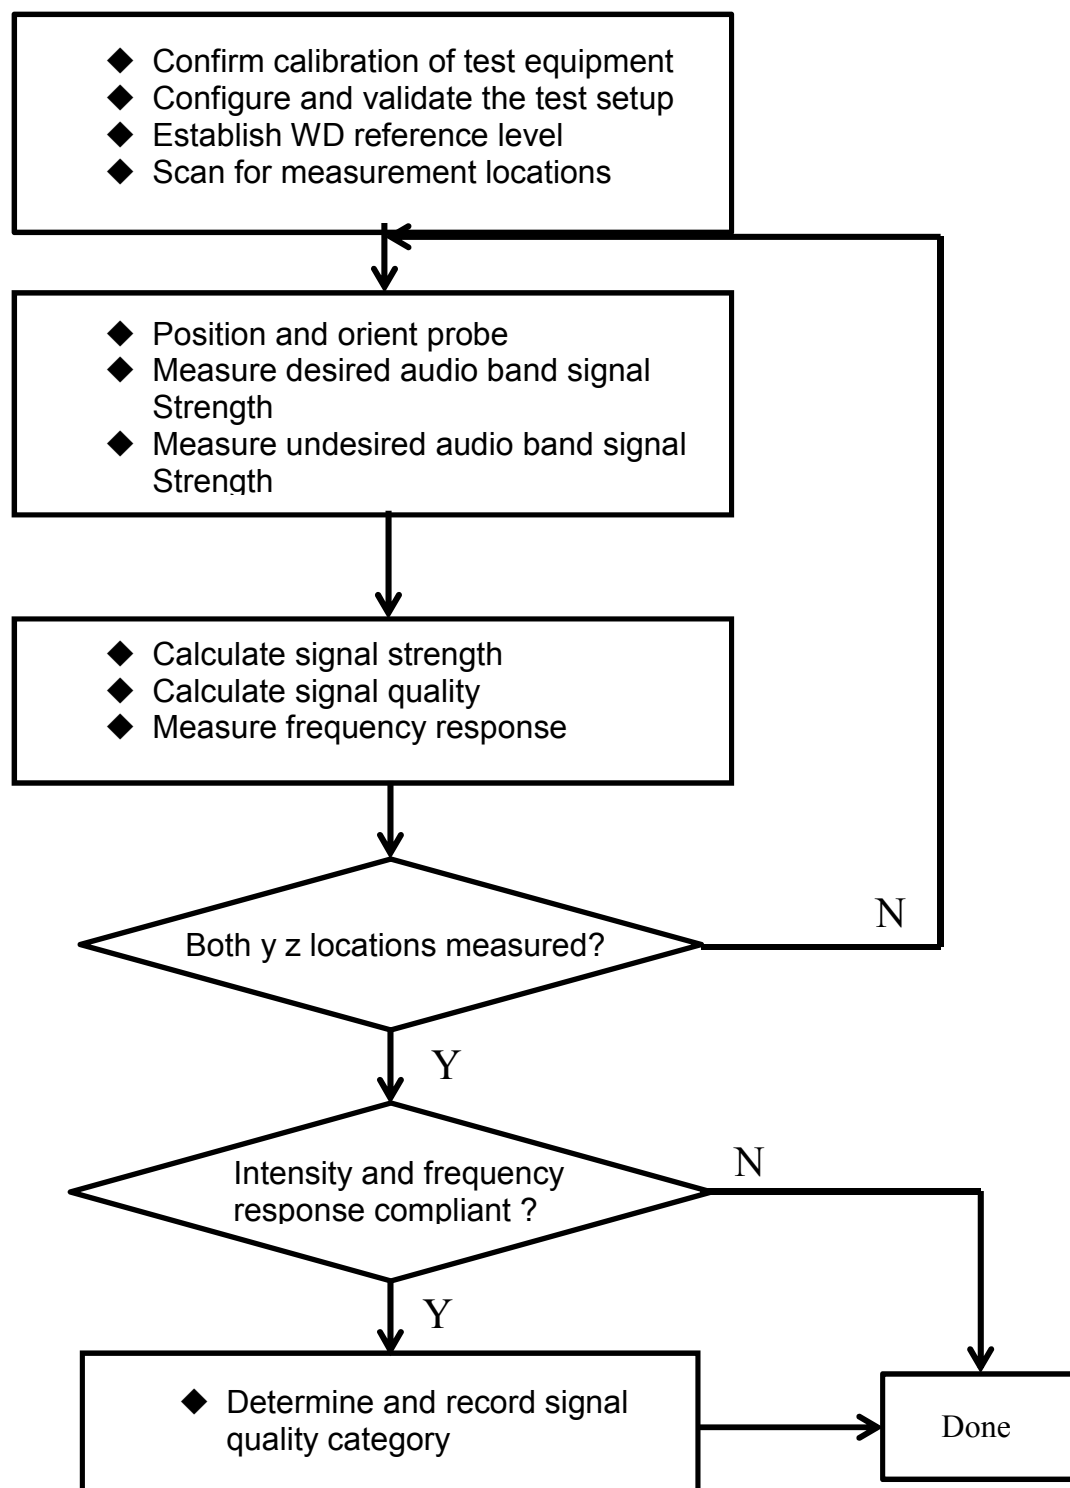 ◆ Confirm calibration of test equipment
◆ Configure and validate the test setup
◆ Establish WD reference level
◆ Scan for measurement locations
◆ Position and orient probe
◆ Measure desired audio band signal
Strength
◆ Measure undesired audio band signal
Strength
◆ Calculate signal strength
◆ Calculate signal quality
◆ Measure frequency response
Both y z locations measured?
N
Y
Intensity and frequency
response compliant ?
N
Y
◆ Determine and record signal
quality category
Done